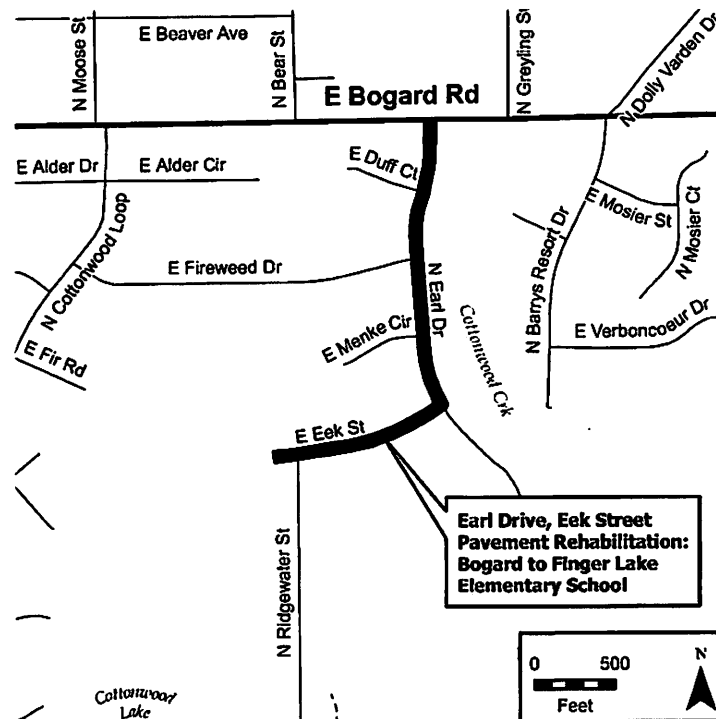 E Beaver Ave
N Moose St
N Bear St
N Greyling St
N Dolly Varden Dr
E Bogard Rd
E Alder Dr
E Alder Cir
E Duff Ct
E Mosier St
N Mosier Ct
N Cottonwood Loop
E Fireweed Dr
N Earl Dr
N Barrys Resort Dr
E Menke Cir
Cottonwood Crk
E Verboncoeur Dr
E Fir Rd
E Eek St
Earl Drive, Eek Street
Pavement Rehabilitation:
Bogard to Finger Lake
Elementary School
N Ridgewater St
Cottonwood
Lake
0 500
Feet
N